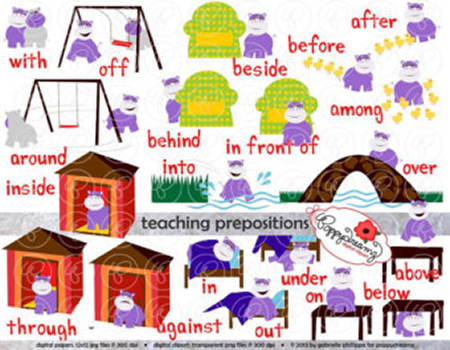 after
before
with
off
beside
among
behind
in front of
around
into
over
inside
teaching prepositions
Poppydreamz
above
in
under
on
below
through
against
out
digital papers, 12x12 jpg files @ 300 dpi
digital clipart: transparent png files @ 300 dpi
© 2013 by gabrielle philippe for poppydreamz